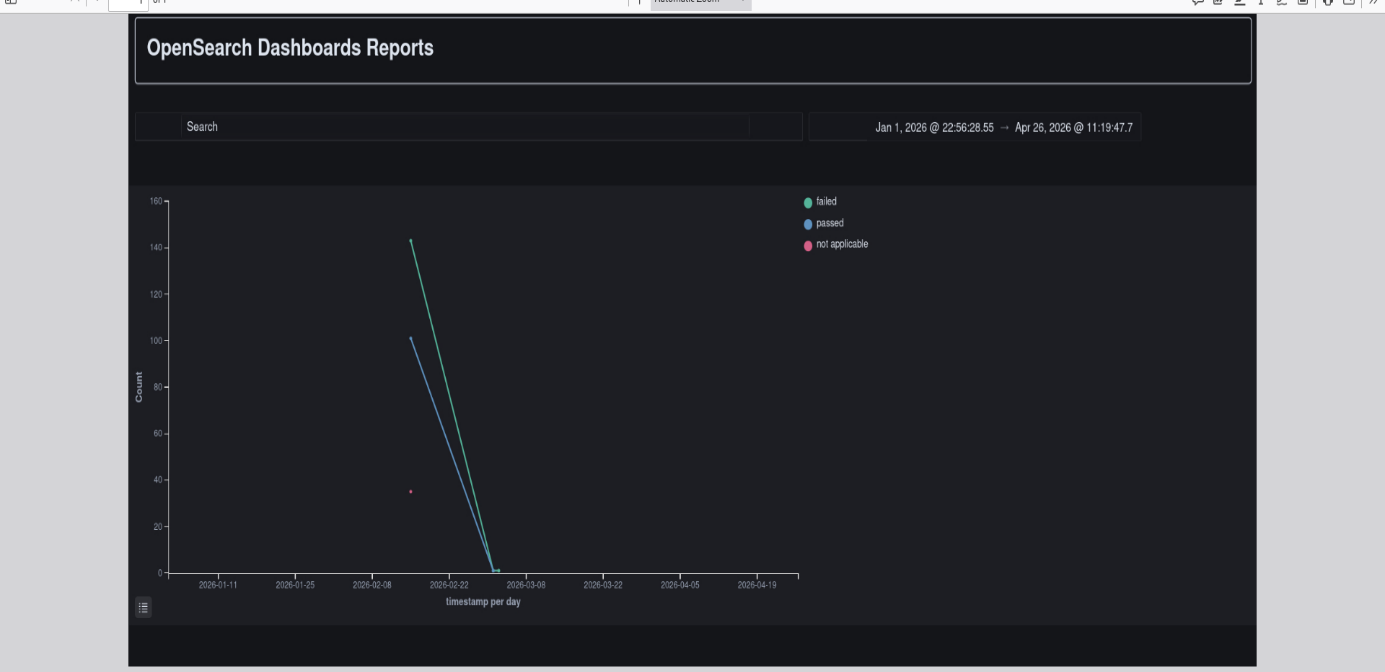 OpenSearch Dashboards Reports
Search
Jan 1, 2026 @ 22:56:28.55 → Apr 26, 2026 @ 11:19:47.7
160
140
120
100
80
60
40
20
0
Count
2026-01-11 2026-01-25 2026-02-08 2026-02-22 2026-03-08 2026-03-22 2026-04-05 2026-04-19
timestamp per day
failed
passed
not applicable